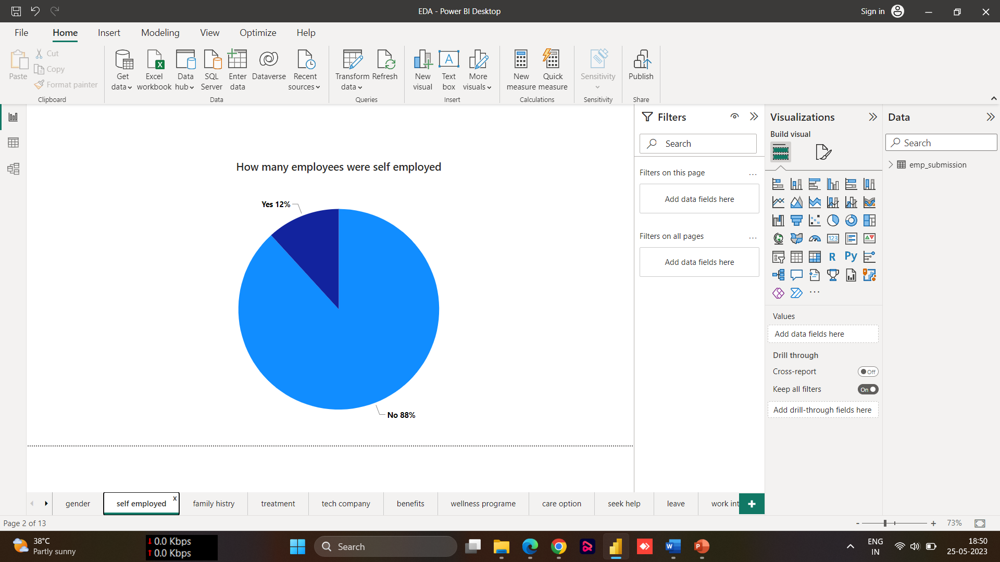 EDA - Power BI Desktop
Sign in
File Home Insert Modeling View Optimize Help
Paste
Cut
Copy
Format painter
Clipboard
Get data
Excel workbook
Data hub
SQL Server
Enter data
Dataverse
Recent sources
Data
Transform data
Refresh
Queries
New visual
Text box
More visuals
Insert
New measure
Quick measure
Calculations
Sensitivity
Sensitivity
Publish
Share
How many employees were self employed
Yes 12%
No 88%
Filters
Search
Filters on this page ...
Add data fields here
Filters on all pages ...
Add data fields here
Visualizations
Build visual
123
R
Py
...
Values
Add data fields here
Drill through
Cross-report Off
Keep all filters On
Add drill-through fields here
Data
Search
emp_submission
gender self employed x family histry treatment tech company benefits wellness programe care option seek help leave work int +
Page 2 of 13
- + 73%
38°C
Partly sunny
0.0 Kbps
0.0 Kbps
Search
ENG
IN
18:50
25-05-2023